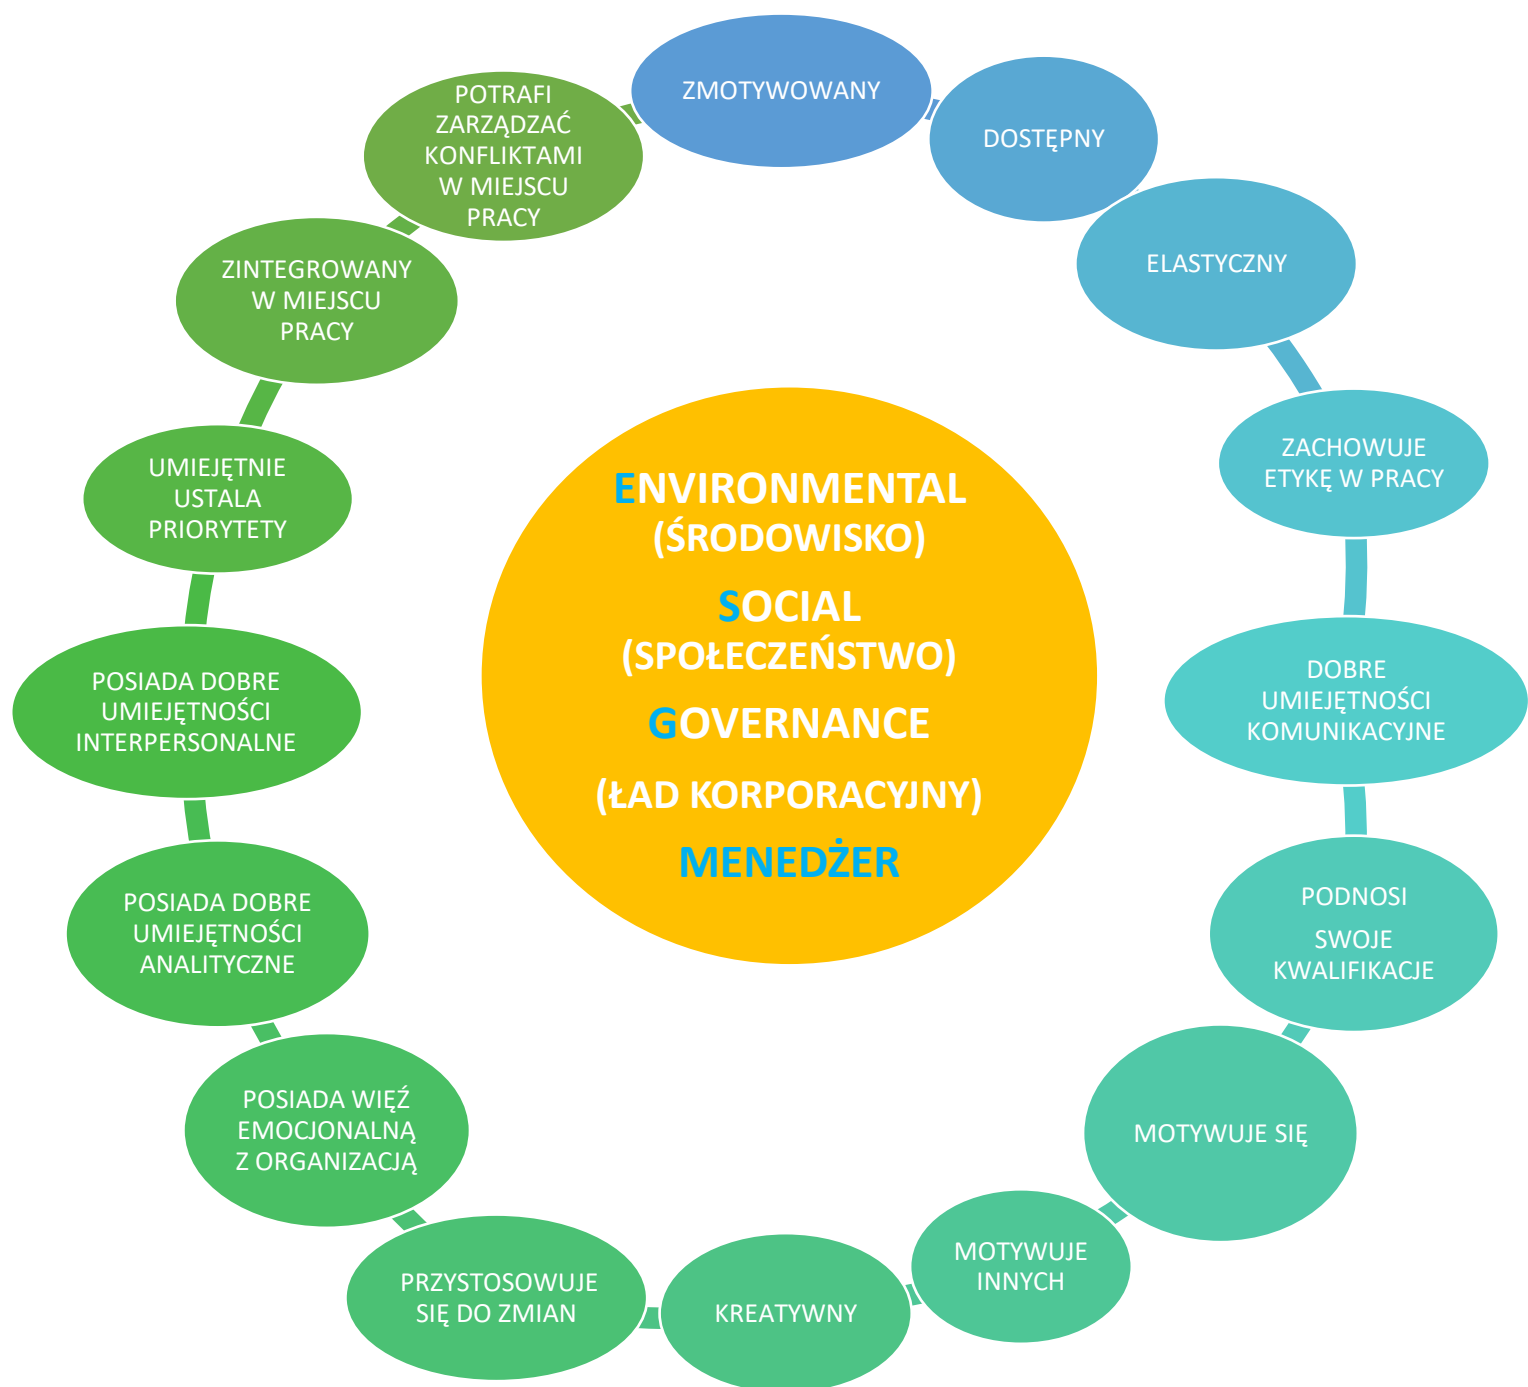 ZMOTYWOWANY
DOSTĘPNY
ELASTYCZNY
ZACHOWUJE
ETYKĘ W PRACY
DOBRE
UMIEJĘTNOŚCI
KOMUNIKACYJNE
PODNOSI
SWOJE
KWALIFIKACJE
MOTYWUJE SIĘ
MOTYWUJE
INNYCH
KREATYWNY
PRZYSTOSOWUJE
SIĘ DO ZMIAN
POSIADA WIĘŹ
EMOCJONALNĄ
Z ORGANIZACJĄ
POSIADA DOBRE
UMIEJĘTNOŚCI
ANALITYCZNE
POSIADA DOBRE
UMIEJĘTNOŚCI
INTERPERSONALNE
UMIEJĘTNIE
USTALA
PRIORYTETY
ZINTEGROWANY
W MIEJSCU
PRACY
POTRAFI
ZARZĄDZAĆ
KONFLIKTAMI
W MIEJSCU
PRACY
ENVIRONMENTAL
(ŚRODOWISKO)
SOCIAL
(SPOŁECZEŃSTWO)
GOVERNANCE
(ŁAD KORPORACYJNY)
MENEDŻER